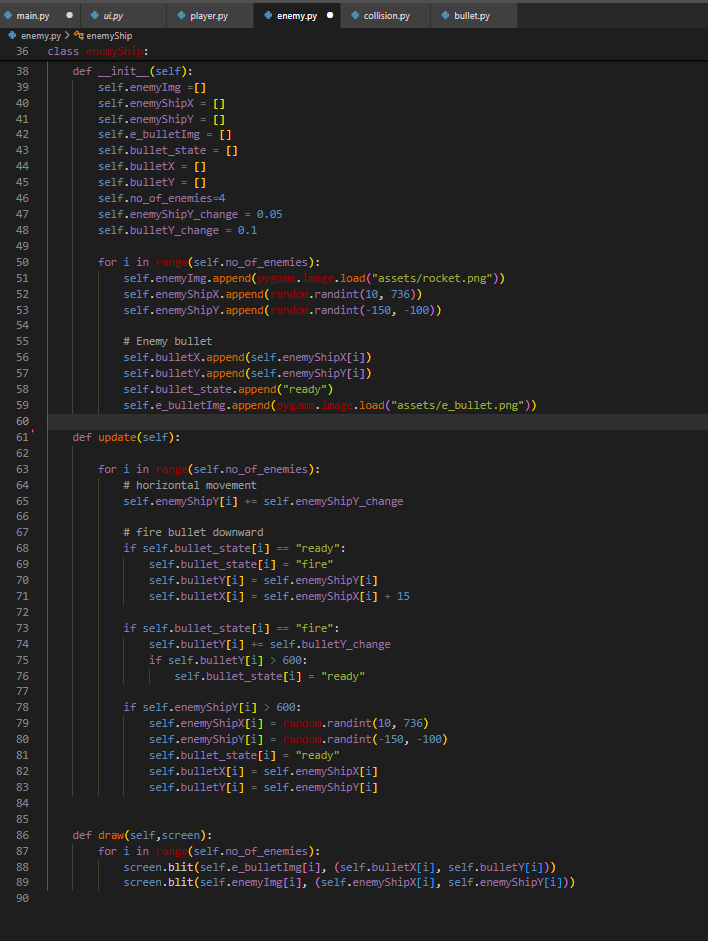 main.py ui.py player.py enemy.py collision.py bullet.py
enemy.py > enemyShip
36 class enemyShip:
38     def __init__(self):
39         self.enemyImg =[]
40         self.enemyShipX = []
41         self.enemyShipY = []
42         self.e_bulletImg = []
43         self.bullet_state = []
44         self.bulletX = []
45         self.bulletY = []
46         self.no_of_enemies=4
47         self.enemyShipY_change = 0.05
48         self.bulletY_change = 0.1
49
50         for i in range(self.no_of_enemies):
51             self.enemyImg.append(pygame.image.load("assets/rocket.png"))
52             self.enemyShipX.append(random.randint(10, 736))
53             self.enemyShipY.append(random.randint(-150, -100))
54
55             # Enemy bullet
56             self.bulletX.append(self.enemyShipX[i])
57             self.bulletY.append(self.enemyShipY[i])
58             self.bullet_state.append("ready")
59             self.e_bulletImg.append(pygame.image.load("assets/e_bullet.png"))
60
61     def update(self):
62
63         for i in range(self.no_of_enemies):
64             # horizontal movement
65             self.enemyShipY[i] += self.enemyShipY_change
66
67             # fire bullet downward
68             if self.bullet_state[i] == "ready":
69                 self.bullet_state[i] = "fire"
70                 self.bulletY[i] = self.enemyShipY[i]
71                 self.bulletX[i] = self.enemyShipX[i] + 15
72
73             if self.bullet_state[i] == "fire":
74                 self.bulletY[i] += self.bulletY_change
75                 if self.bulletY[i] > 600:
76                     self.bullet_state[i] = "ready"
77
78             if self.enemyShipY[i] > 600:
79                 self.enemyShipX[i] = random.randint(10, 736)
80                 self.enemyShipY[i] = random.randint(-150, -100)
81                 self.bullet_state[i] = "ready"
82                 self.bulletX[i] = self.enemyShipX[i]
83                 self.bulletY[i] = self.enemyShipY[i]
84
85
86     def draw(self,screen):
87         for i in range(self.no_of_enemies):
88             screen.blit(self.e_bulletImg[i], (self.bulletX[i], self.bulletY[i]))
89             screen.blit(self.enemyImg[i], (self.enemyShipX[i], self.enemyShipY[i]))
90